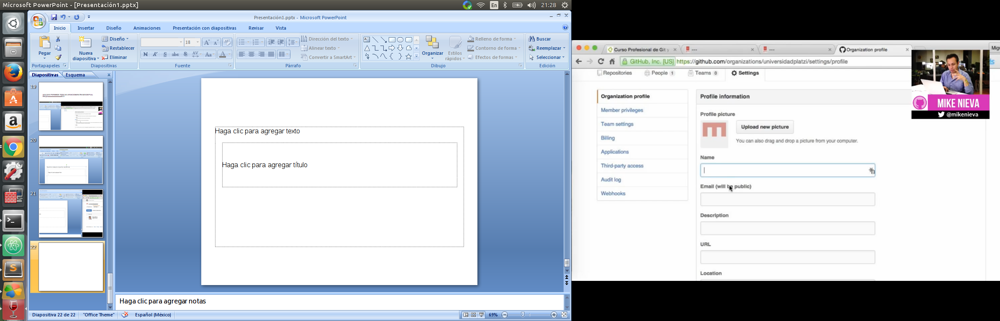 Microsoft PowerPoint - [Presentación1.pptx]
En
21:28
Presentación1.pptx - Microsoft PowerPoint
Inicio
Insertar
Diseño
Animaciones
Presentación con diapositivas
Revisar
Vista
Pegar
Portapapeles
Nueva
diapositiva
Diseño
Restablecer
Eliminar
Diapositivas
18
Fuente
Dirección del texto
Alinear texto
Convertir a SmartArt
Párrafo
Organizar
Estilos
rápidos
Relleno de forma
Contorno de forma
Efectos de formas
Dibujo
Buscar
Reemplazar
Seleccionar
Edición
Diapositivas
Esquema
19
20
21
22
Haga clic para agregar texto
Haga clic para agregar título
Haga clic para agregar notas
Diapositiva 22 de 22
"Office Theme"
Español (México)
69%
Curso Profesional de Git y
---
---
Organization profile
Migu
GitHub, Inc. [US] https://github.com/organizations/universidadplatzi/settings/profile
Repositories
People 1
Teams 0
Settings
Organization profile
Member privileges
Team settings
Billing
Applications
Third-party access
Audit log
Webhooks
Profile information
Profile picture
Upload new picture
You can also drag and drop a picture from your computer.
Name
Email (will be public)
Description
URL
Location
MIKE NIEVA
@mikenieva